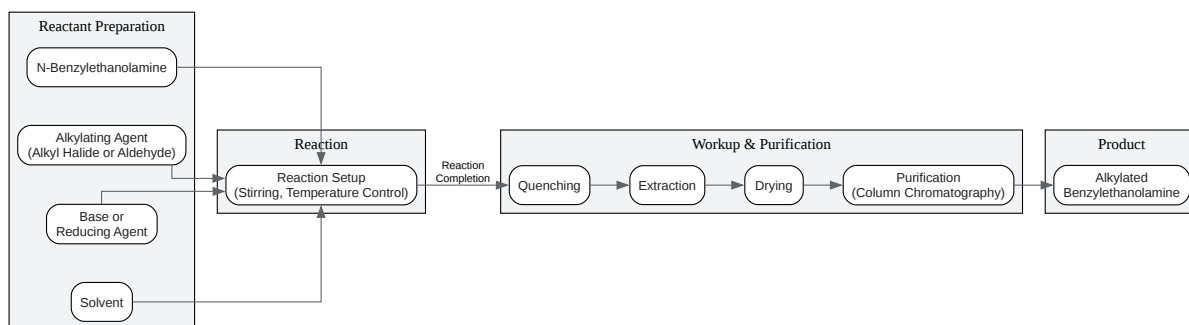 Reactant Preparation
N-Benzylethanolamine
Alkylating Agent
(Alkyl Halide or Aldehyde)
Base or
Reducing Agent
Solvent
Reaction
Reaction Setup
(Stirring, Temperature Control)
Reaction
Completion
Workup & Purification
Quenching
Extraction
Drying
Purification
(Column Chromatography)
Product
Alkylated
Benzylethanolamine